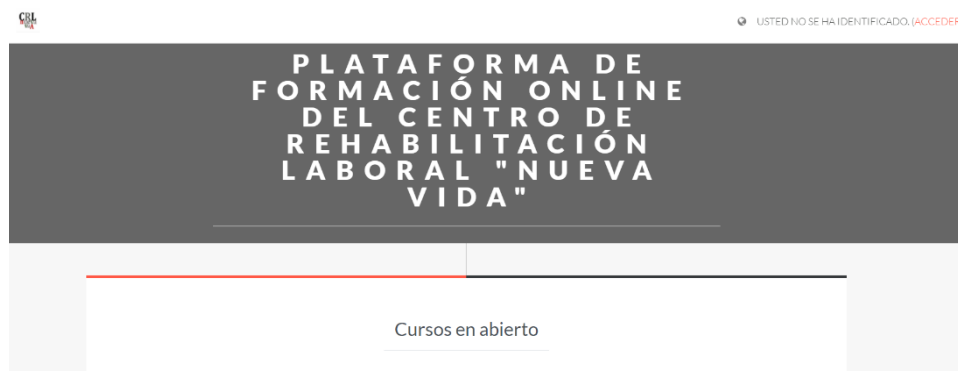 CRL
USTED NO SE HA IDENTIFICADO. (ACCEDER
PLATAFORMA DE
FORMACIÓN ONLINE
DEL CENTRO DE
REHABILITACIÓN
LABORAL "NUEVA
VIDA"
Cursos en abierto